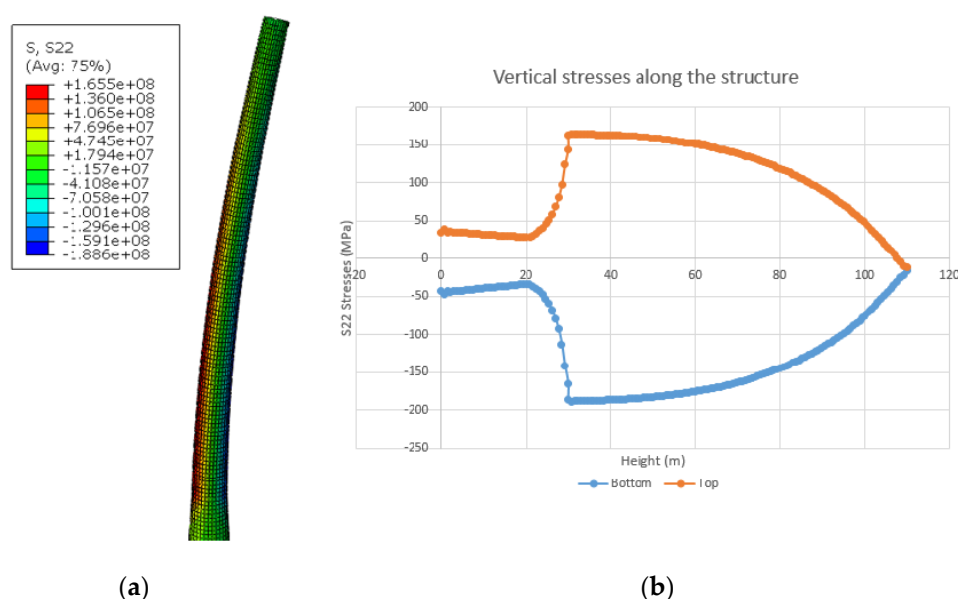 S, S22
(Avg: 75%)
+1.655e+08
+1.360e+08
+1.065e+08
+7.696e+07
+4.745e+07
+1.794e+07
-1.157e+07
-4.108e+07
-7.058e+07
-1.001e+08
-1.296e+08
-1.591e+08
-1.886e+08
Vertical stresses along the structure
200
150
100
50
0
-50
-100
-150
-200
-250
-20 0 20 40 60 80 100 120
S22 Stresses (MPa)
Height (m)
Bottom Top
(a) (b)